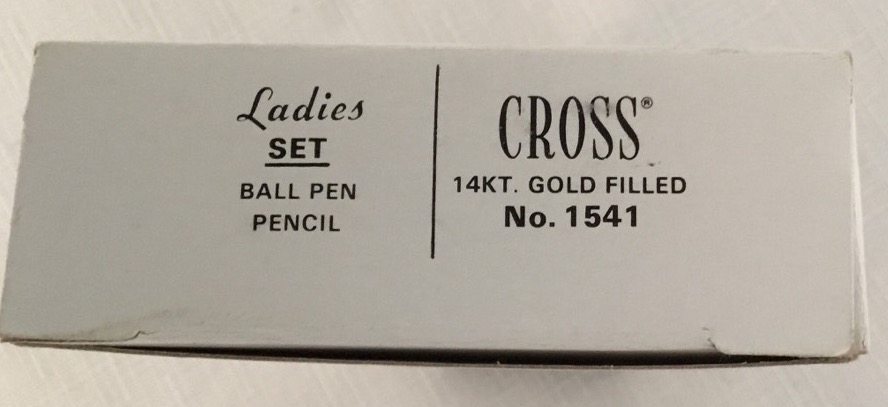 Ladies
SET
BALL PEN
PENCIL
CROSS®
14KT. GOLD FILLED
No. 1541